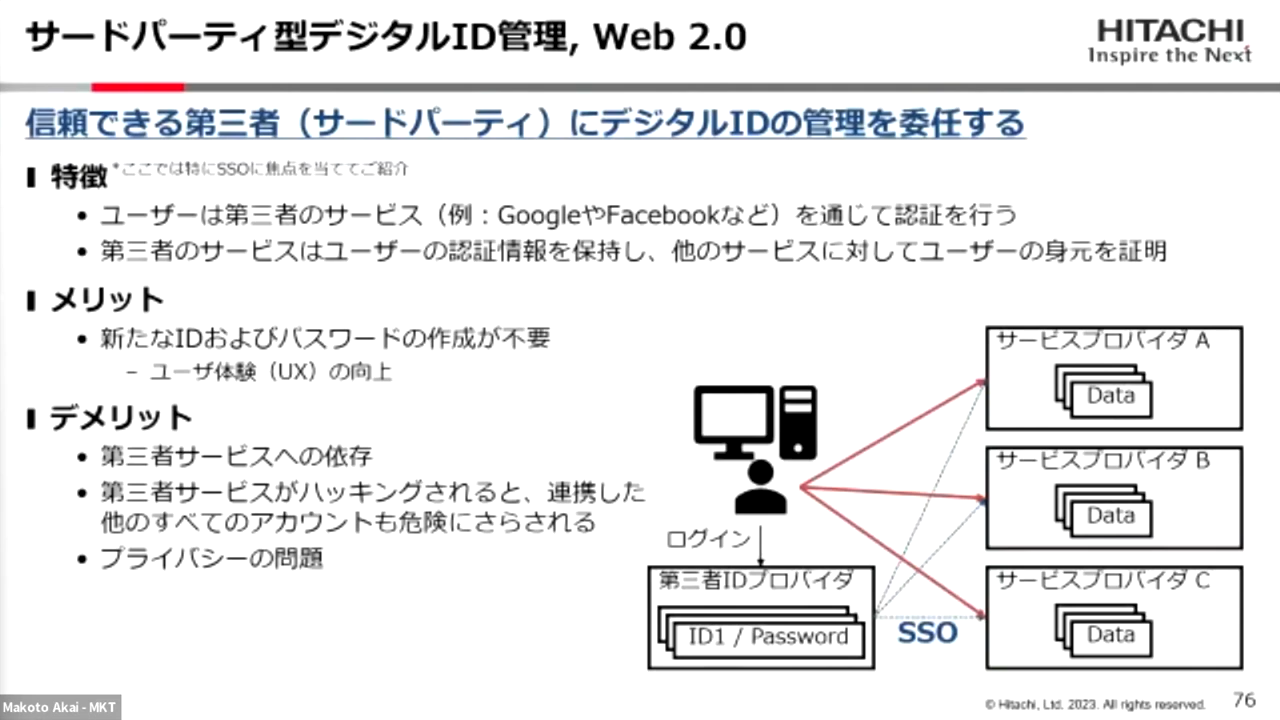 サードパーティ型デジタルID管理, Web 2.0
HITACHI
Inspire the Next
信頼できる第三者（サードパーティ）にデジタルIDの管理を委任する
特徴 *ここでは特にSSOに焦点を当ててご紹介
• ユーザーは第三者のサービス（例：GoogleやFacebookなど）を通じて認証を行う
• 第三者のサービスはユーザーの認証情報を保持し、他のサービスに対してユーザーの身元を証明
メリット
• 新たなIDおよびパスワードの作成が不要
– ユーザ体験（UX）の向上
デメリット
• 第三者サービスへの依存
• 第三者サービスがハッキングされると、連携した
他のすべてのアカウントも危険にさらされる
• プライバシーの問題
ログイン
第三者IDプロバイダ
ID1 / Password
SSO
サービスプロバイダ A
Data
サービスプロバイダ B
Data
サービスプロバイダ C
Data
Makoto Akai - MKT
© Hitachi, Ltd. 2023. All rights reserved.
76